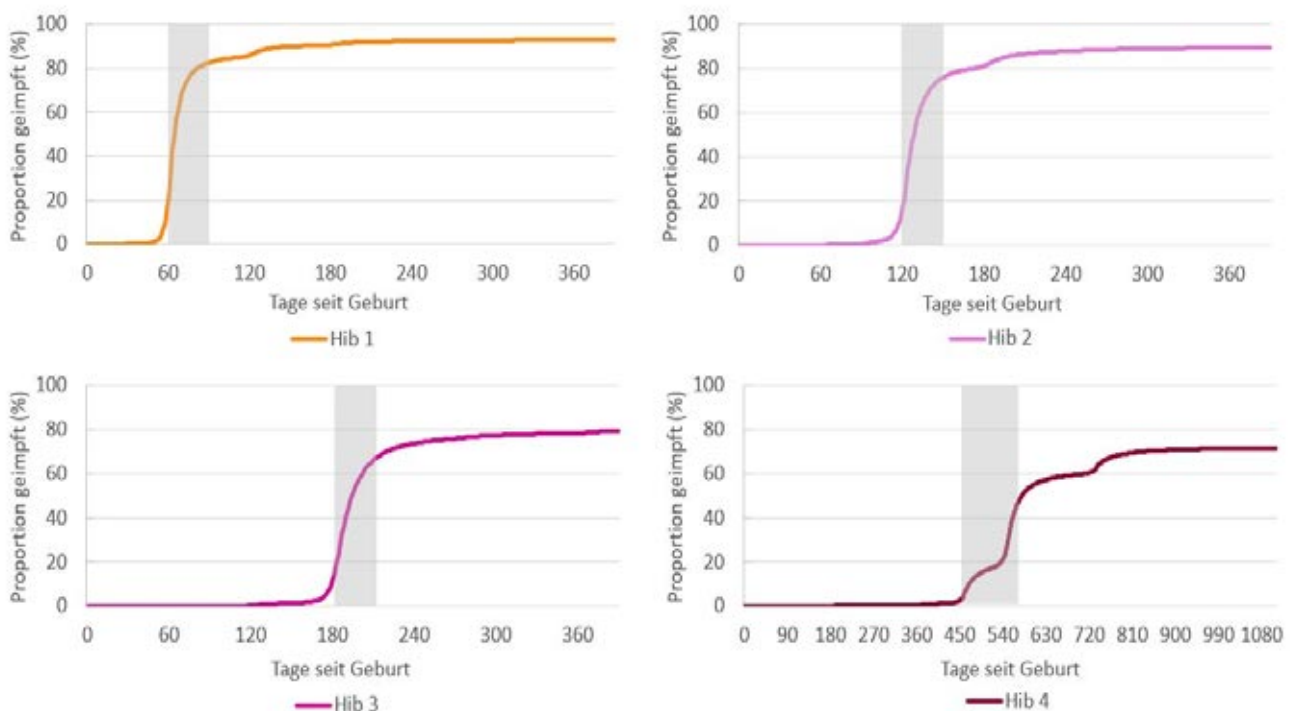 Proportion geimpft (%)
100
80
60
40
20
0
0 60 120 180 240 300 360
Tage seit Geburt
Hib 1
Proportion geimpft (%)
100
80
60
40
20
0
0 60 120 180 240 300 360
Tage seit Geburt
Hib 2
Proportion geimpft (%)
100
80
60
40
20
0
0 60 120 180 240 300 360
Tage seit Geburt
Hib 3
Proportion geimpft (%)
100
80
60
40
20
0
0 90 180 270 360 450 540 630 720 810 900 990 1080
Tage seit Geburt
Hib 4